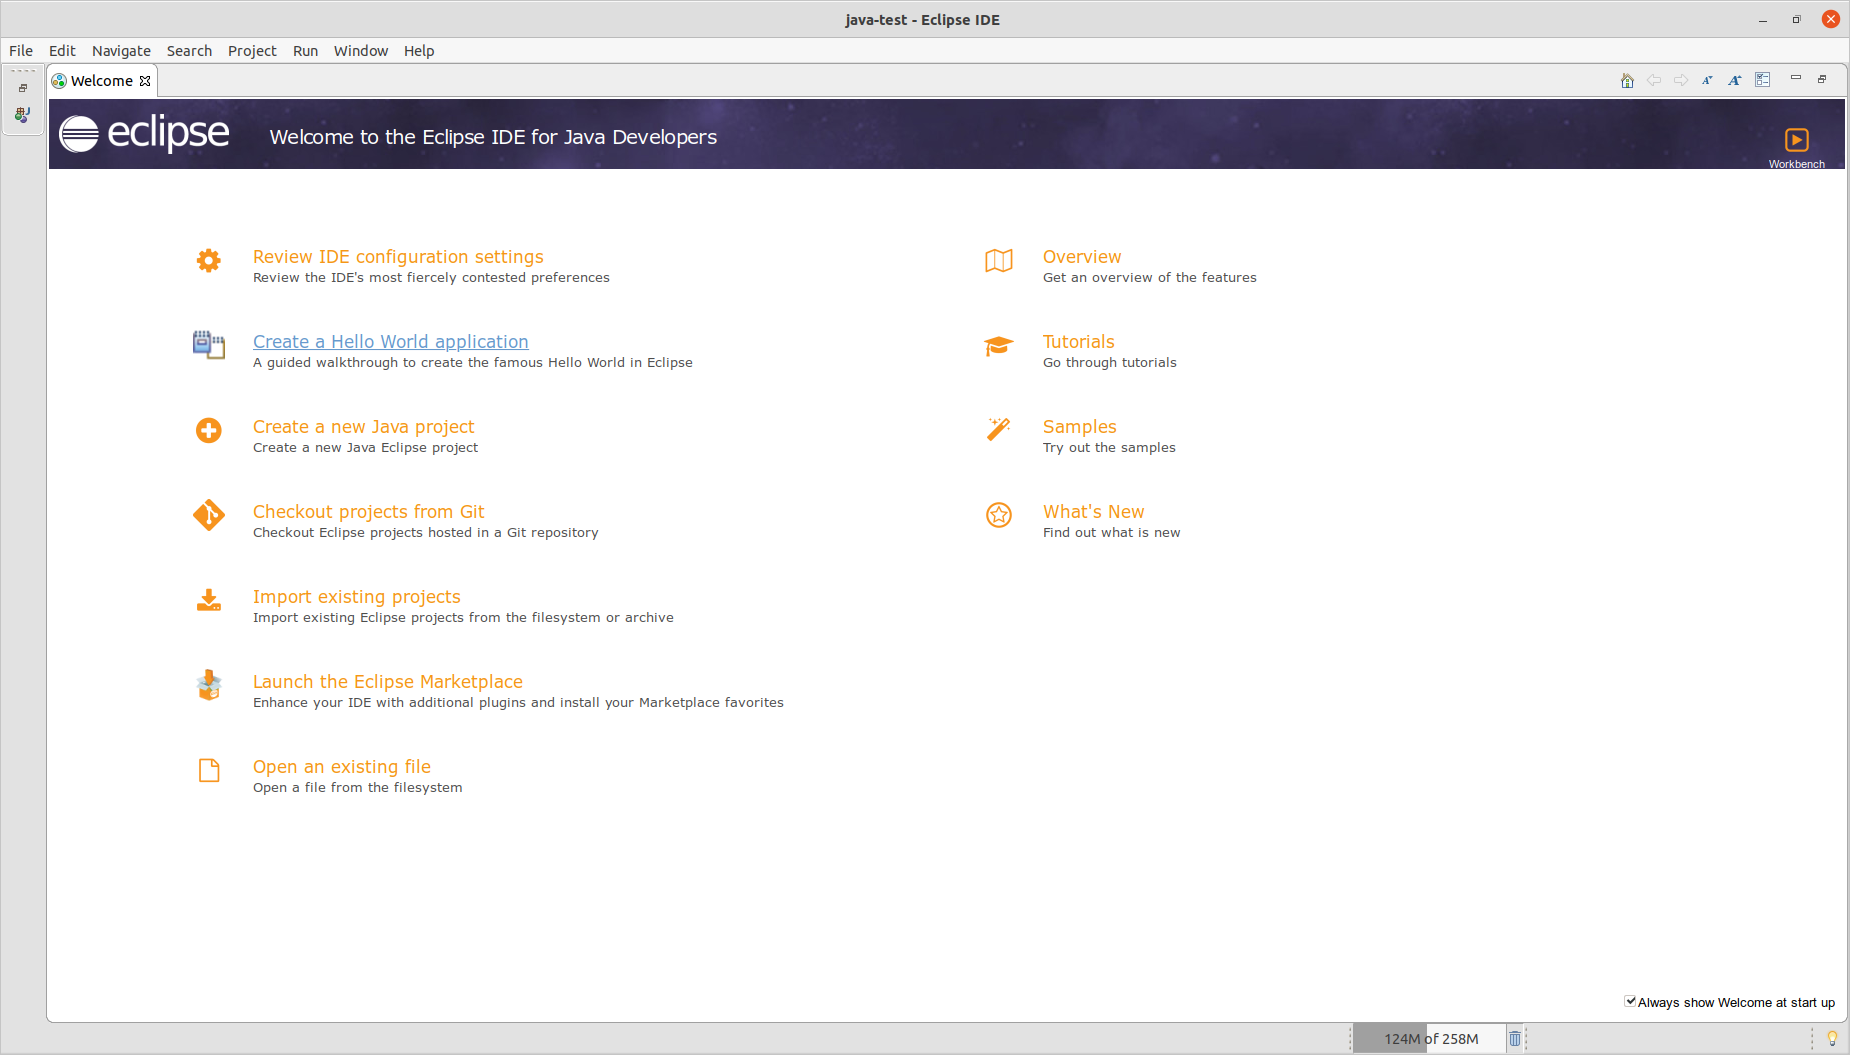 java-test - Eclipse IDE
File Edit Navigate Search Project Run Window Help
Welcome
eclipse
Welcome to the Eclipse IDE for Java Developers
Workbench
Review IDE configuration settings
Review the IDE's most fiercely contested preferences
Create a Hello World application
A guided walkthrough to create the famous Hello World in Eclipse
Create a new Java project
Create a new Java Eclipse project
Checkout projects from Git
Checkout Eclipse projects hosted in a Git repository
Import existing projects
Import existing Eclipse projects from the filesystem or archive
Launch the Eclipse Marketplace
Enhance your IDE with additional plugins and install your Marketplace favorites
Open an existing file
Open a file from the filesystem
Overview
Get an overview of the features
Tutorials
Go through tutorials
Samples
Try out the samples
What's New
Find out what is new
Always show Welcome at start up
124M of 258M